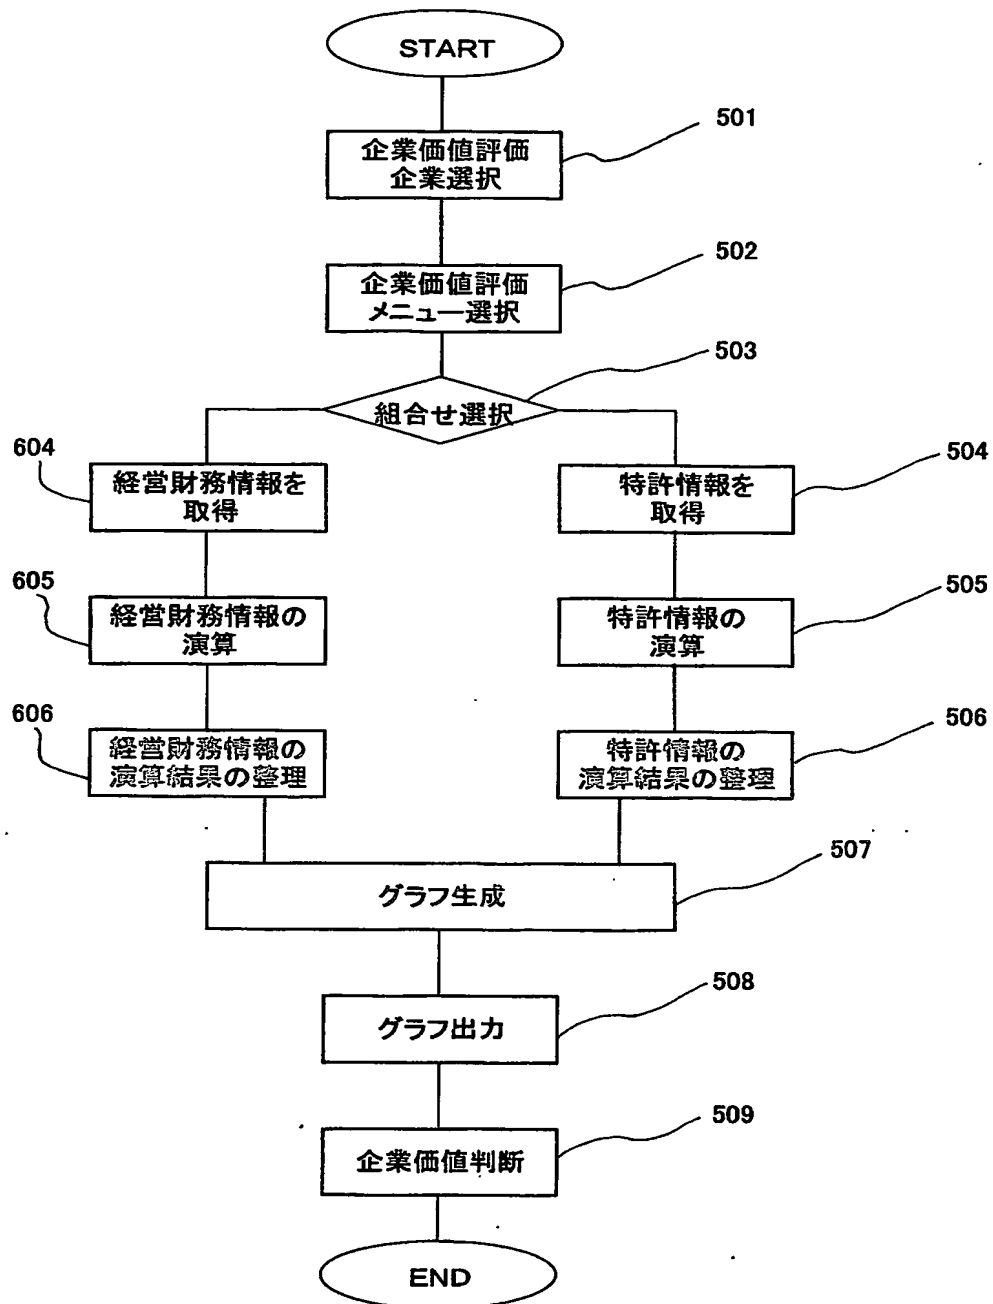 START
企業価値評価
企業選択
501
企業価値評価
メニュー選択
502
組合せ選択
503
経営財務情報を
取得
604
特許情報を
取得
504
経営財務情報の
演算
605
特許情報の
演算
505
経営財務情報の
演算結果の整理
606
特許情報の
演算結果の整理
506
グラフ生成
507
グラフ出力
508
企業価値判断
509
END